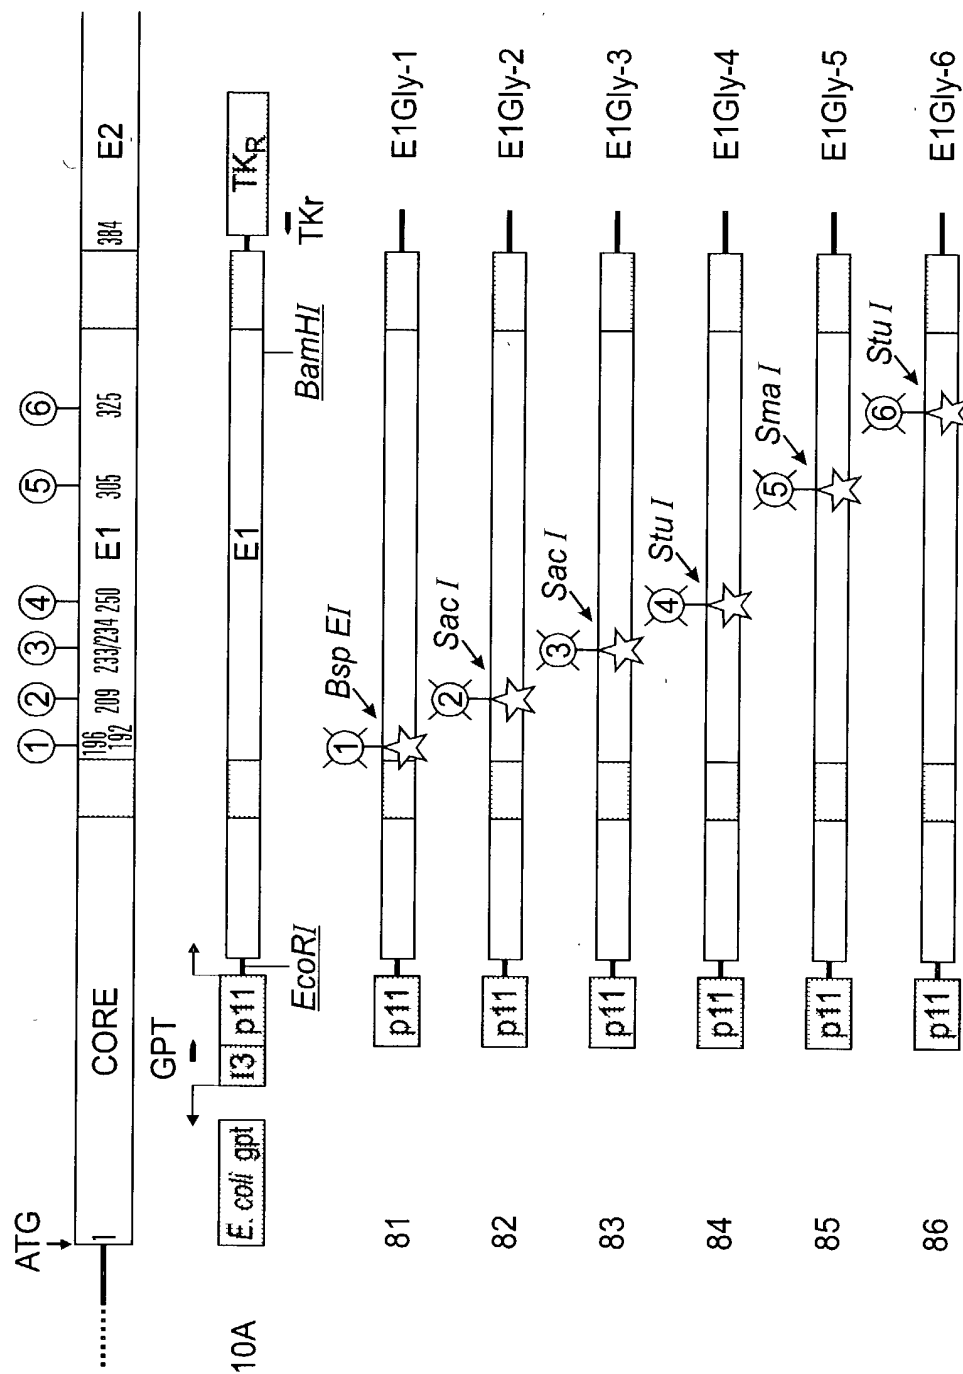 ATG
1 2 3 4 5 6
1 CORE 196 192 209 233/234 250 E1 305 325 384 E2
GPT
10A E. coli gpt I3 p11 E1 TKR
EcoRI BamHI TKr
1 Bsp EI
81 p11 E1Gly-1
2 Sac I
82 p11 E1Gly-2
3 Sac I
83 p11 E1Gly-3
4 Stu I
84 p11 E1Gly-4
5 Sma I
85 p11 E1Gly-5
6 Stu I
86 p11 E1Gly-6